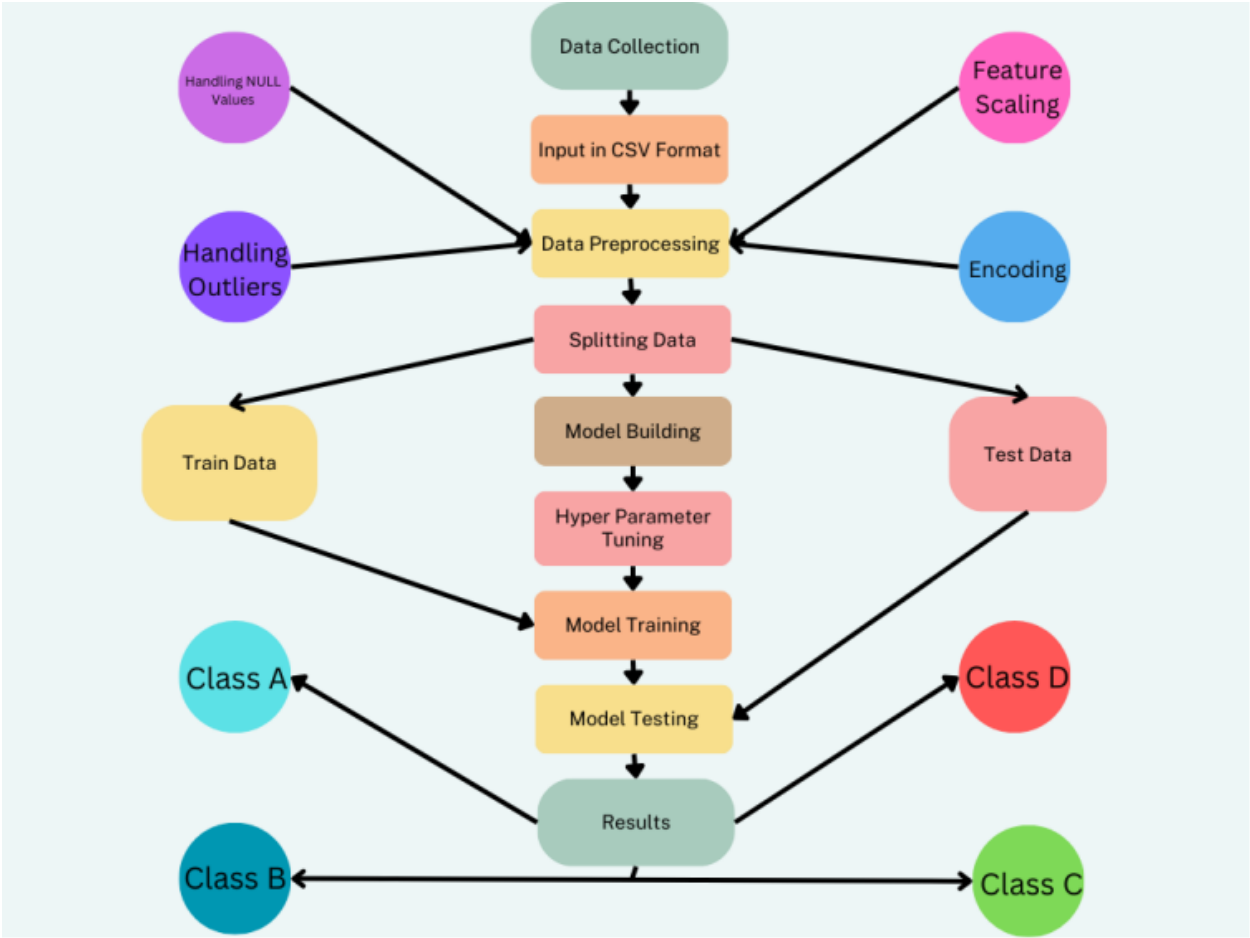 Data Collection
Handling NULL
Values
Feature
Scaling
Input in CSV Format
Data Preprocessing
Handling
Outliers
Encoding
Splitting Data
Model Building
Train Data
Test Data
Hyper Parameter
Tuning
Model Training
Class A
Class D
Model Testing
Results
Class B
Class C